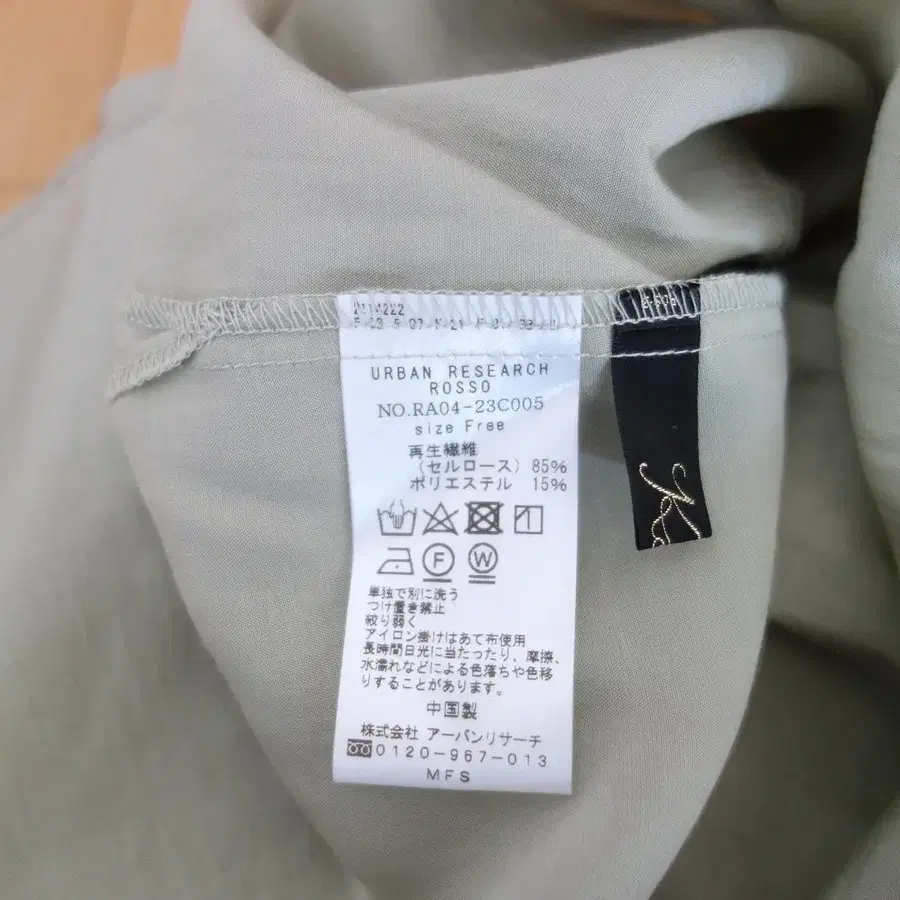 URBAN RESEARCH
ROSSO
NO.RA04-23C005
size Free
再生繊維
(セルロース) 85%
ポリエステル 15%
F W
単独で別に洗う
つけ置き禁止
絞り弱く
アイロン掛けはあて布使用
長時間日光に当たったり、摩擦、
水濡れなどによる色落ちや色移
りすることがあります。
中国製
株式会社 アーバンリサーチ
0120-967-013
MFS